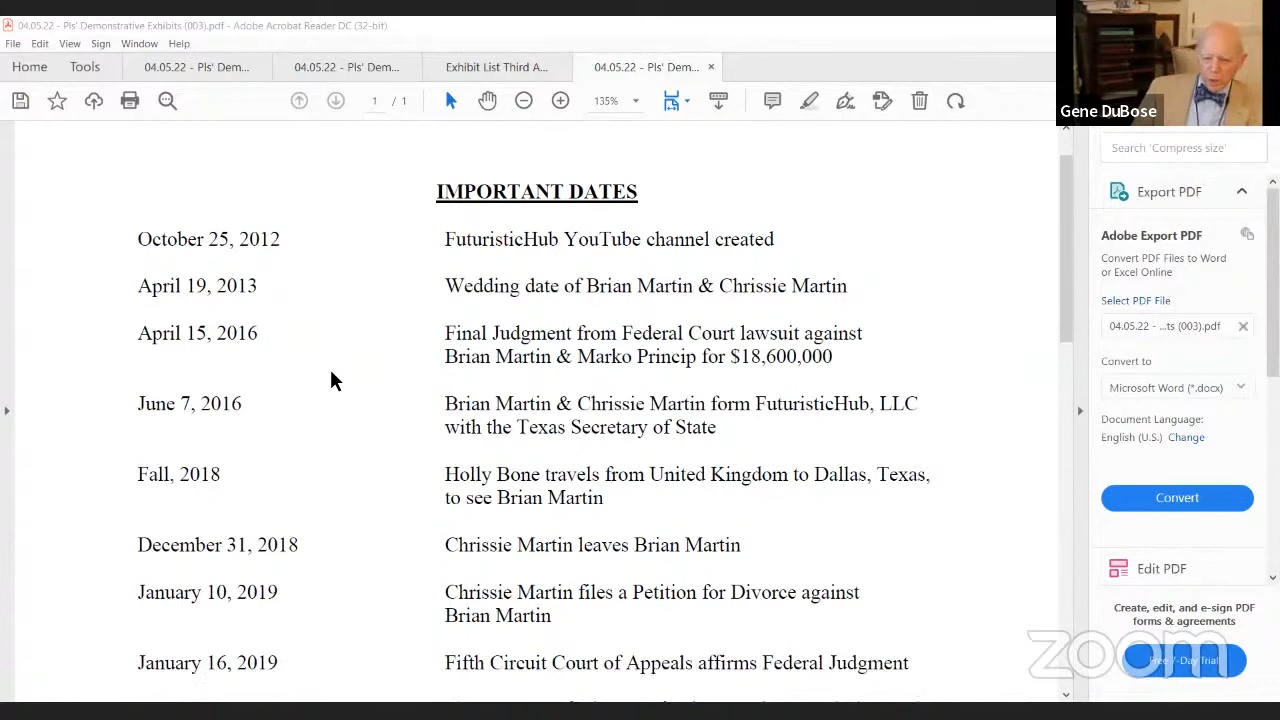 04.05.22 - Pls' Demonstrative Exhibits (003).pdf - Adobe Acrobat Reader DC (32-bit)
File Edit View Sign Window Help
Home Tools 04.05.22 - Pls' Dem... 04.05.22 - Pls' Dem... Exhibit List Third A... 04.05.22 - Pls' Dem... ×
1 / 1 135%
Gene DuBose
IMPORTANT DATES
October 25, 2012 FuturisticHub YouTube channel created
April 19, 2013 Wedding date of Brian Martin & Chrissie Martin
April 15, 2016 Final Judgment from Federal Court lawsuit against
Brian Martin & Marko Princip for $18,600,000
June 7, 2016 Brian Martin & Chrissie Martin form FuturisticHub, LLC
with the Texas Secretary of State
Fall, 2018 Holly Bone travels from United Kingdom to Dallas, Texas,
to see Brian Martin
December 31, 2018 Chrissie Martin leaves Brian Martin
January 10, 2019 Chrissie Martin files a Petition for Divorce against
Brian Martin
January 16, 2019 Fifth Circuit Court of Appeals affirms Federal Judgment
Search 'Compress size'
Export PDF
Adobe Export PDF
Convert PDF Files to Word
or Excel Online
Select PDF File
04.05.22 - ...ts (003).pdf
Convert to
Microsoft Word (*.docx)
Document Language:
English (U.S.) Change
Convert
Edit PDF
Create, edit, and e-sign PDF
forms & agreements
Free 7-Day Trial
zoom